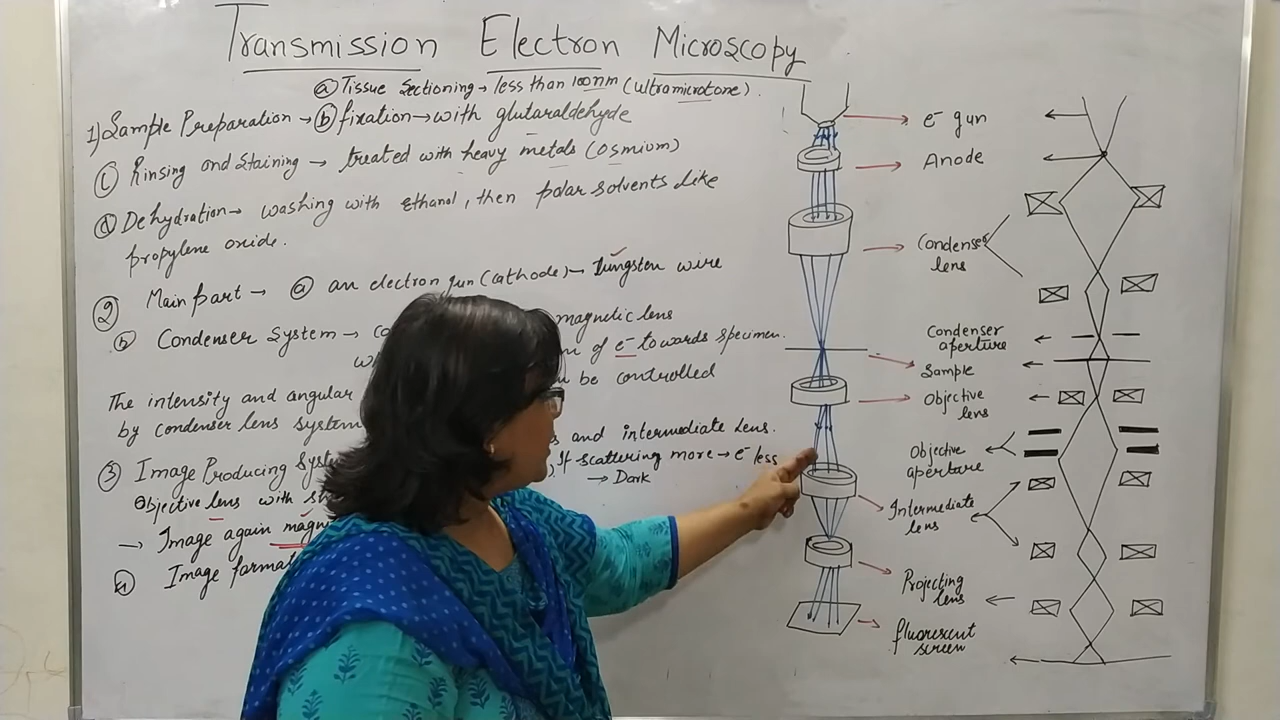 Transmission Electron Microscopy
ⓐ Tissue Sectioning → less than 100nm (ultramicrotone).
1) Sample Preparation → ⓑ fixation → with glutaraldehyde
ⓒ Rinsing and staining → treated with heavy metals (osmium)
ⓓ Dehydration → washing with ethanol, then polar solvents like
propylene oxide.
② Main part → ⓐ an electron gun (cathode) → Tungsten wire
ⓑ Condenser System → magnetic lens
of e⁻ towards specimen.
The intensity and angular be controlled
by condenser lens system
③ Image Producing and intermediate lens.
Objective lens with If scattering more → e⁻ less
→ Dark
→ Image again
④ Image
e⁻ gun
Anode
Condenser
lens
Condenser
aperture
Sample
Objective
lens
Objective
aperture
Intermediate
lens
Projecting
lens
fluorescent
screen